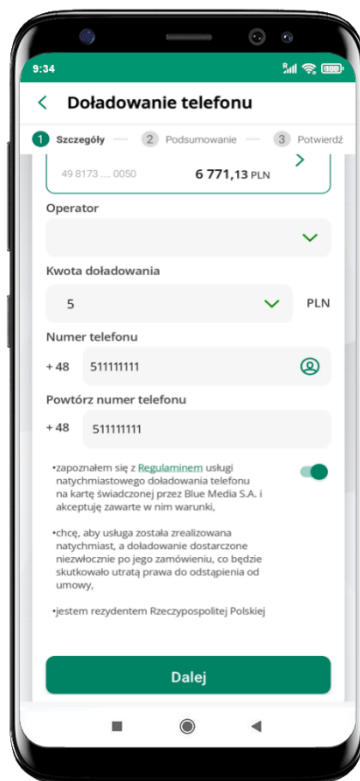 9:34
Doładowanie telefonu
1 Szczegóły 2 Podsumowanie 3 Potwierdź
49 8173 .... 0050 6 771,13 PLN
Operator
Kwota doładowania
5 PLN
Numer telefonu
+ 48 511111111
Powtórz numer telefonu
+ 48 511111111
•zapoznałem się z Regulaminem usługi
natychmiastowego doładowania telefonu
na kartę świadczonej przez Blue Media S.A. i
akceptuję zawarte w nim warunki,
•chcę, aby usługa została zrealizowana
natychmiast, a doładowanie dostarczone
niezwłocznie po jego zamówieniu, co będzie
skutkowało utratą prawa do odstąpienia od
umowy,
•jestem rezydentem Rzeczypospolitej Polskiej
Dalej